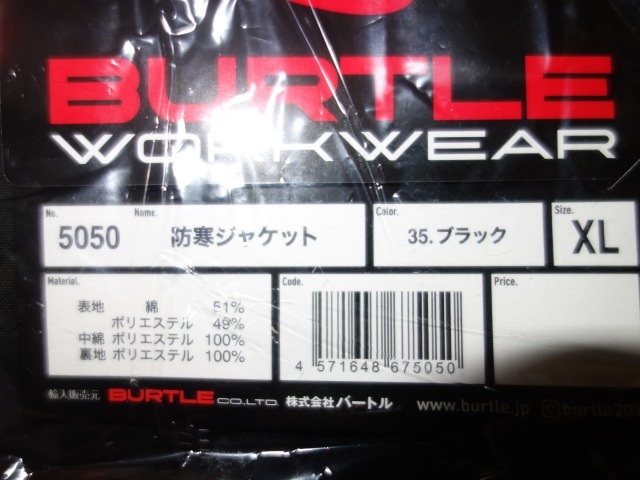 BURTLE
WORKWEAR
No. 5050 Name. 防寒ジャケット Color. 35.ブラック Size. XL
Material. Code. Price.
表地 綿 51%
ポリエステル 49%
中綿 ポリエステル 100%
裏地 ポリエステル 100%
4 571648 675050
輸入販売元 BURTLE CO.LTD. 株式会社バートル www.burtle.jp